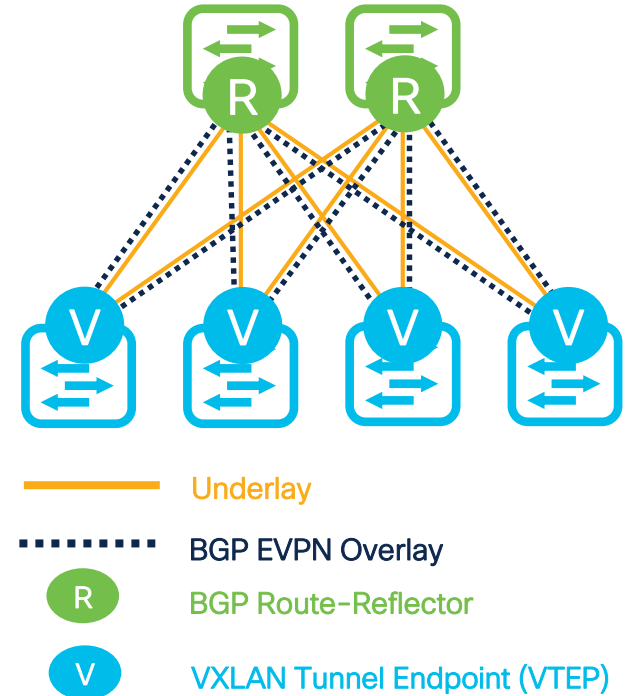 R R
V V V V
Underlay
BGP EVPN Overlay
R BGP Route-Reflector
V VXLAN Tunnel Endpoint (VTEP)